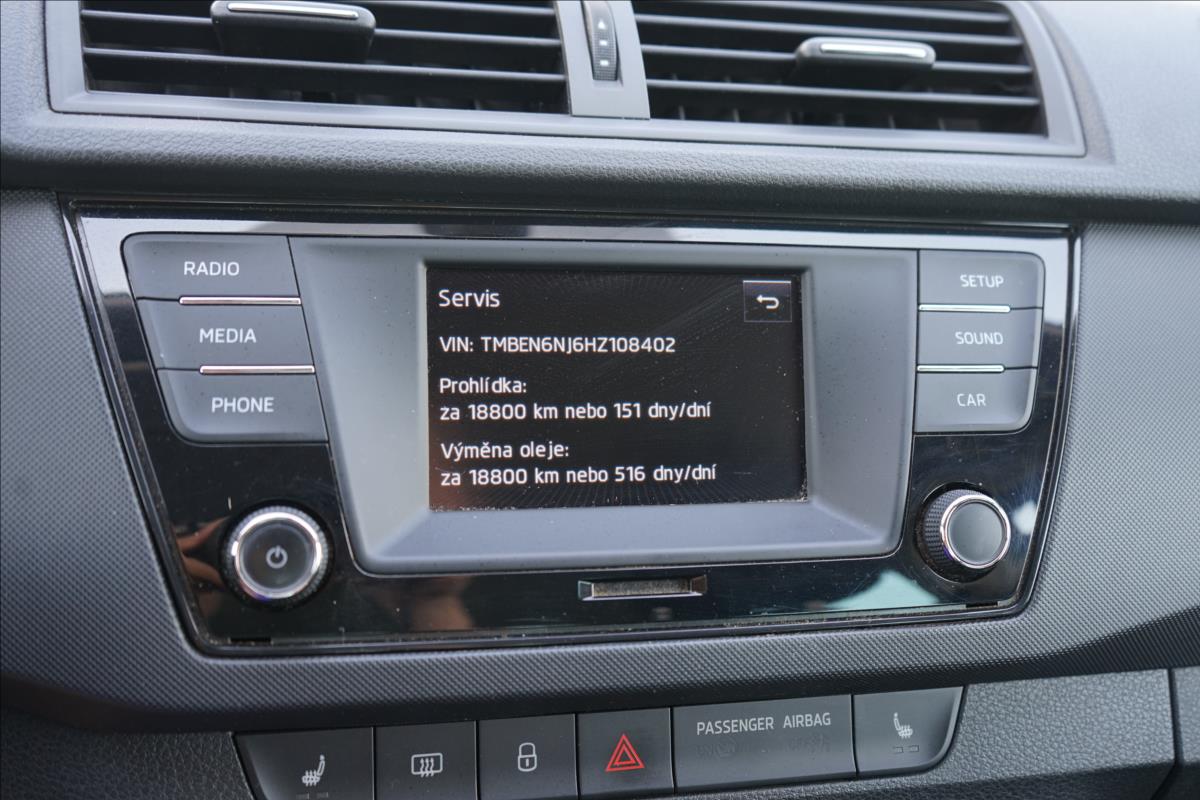 RADIO
MEDIA
PHONE
Servis
VIN: TMBEN6NJ6HZ108402
Prohlídka:
za 18800 km nebo 151 dny/dní
Výměna oleje:
za 18800 km nebo 516 dny/dní
SETUP
SOUND
CAR
PASSENGER AIRBAG